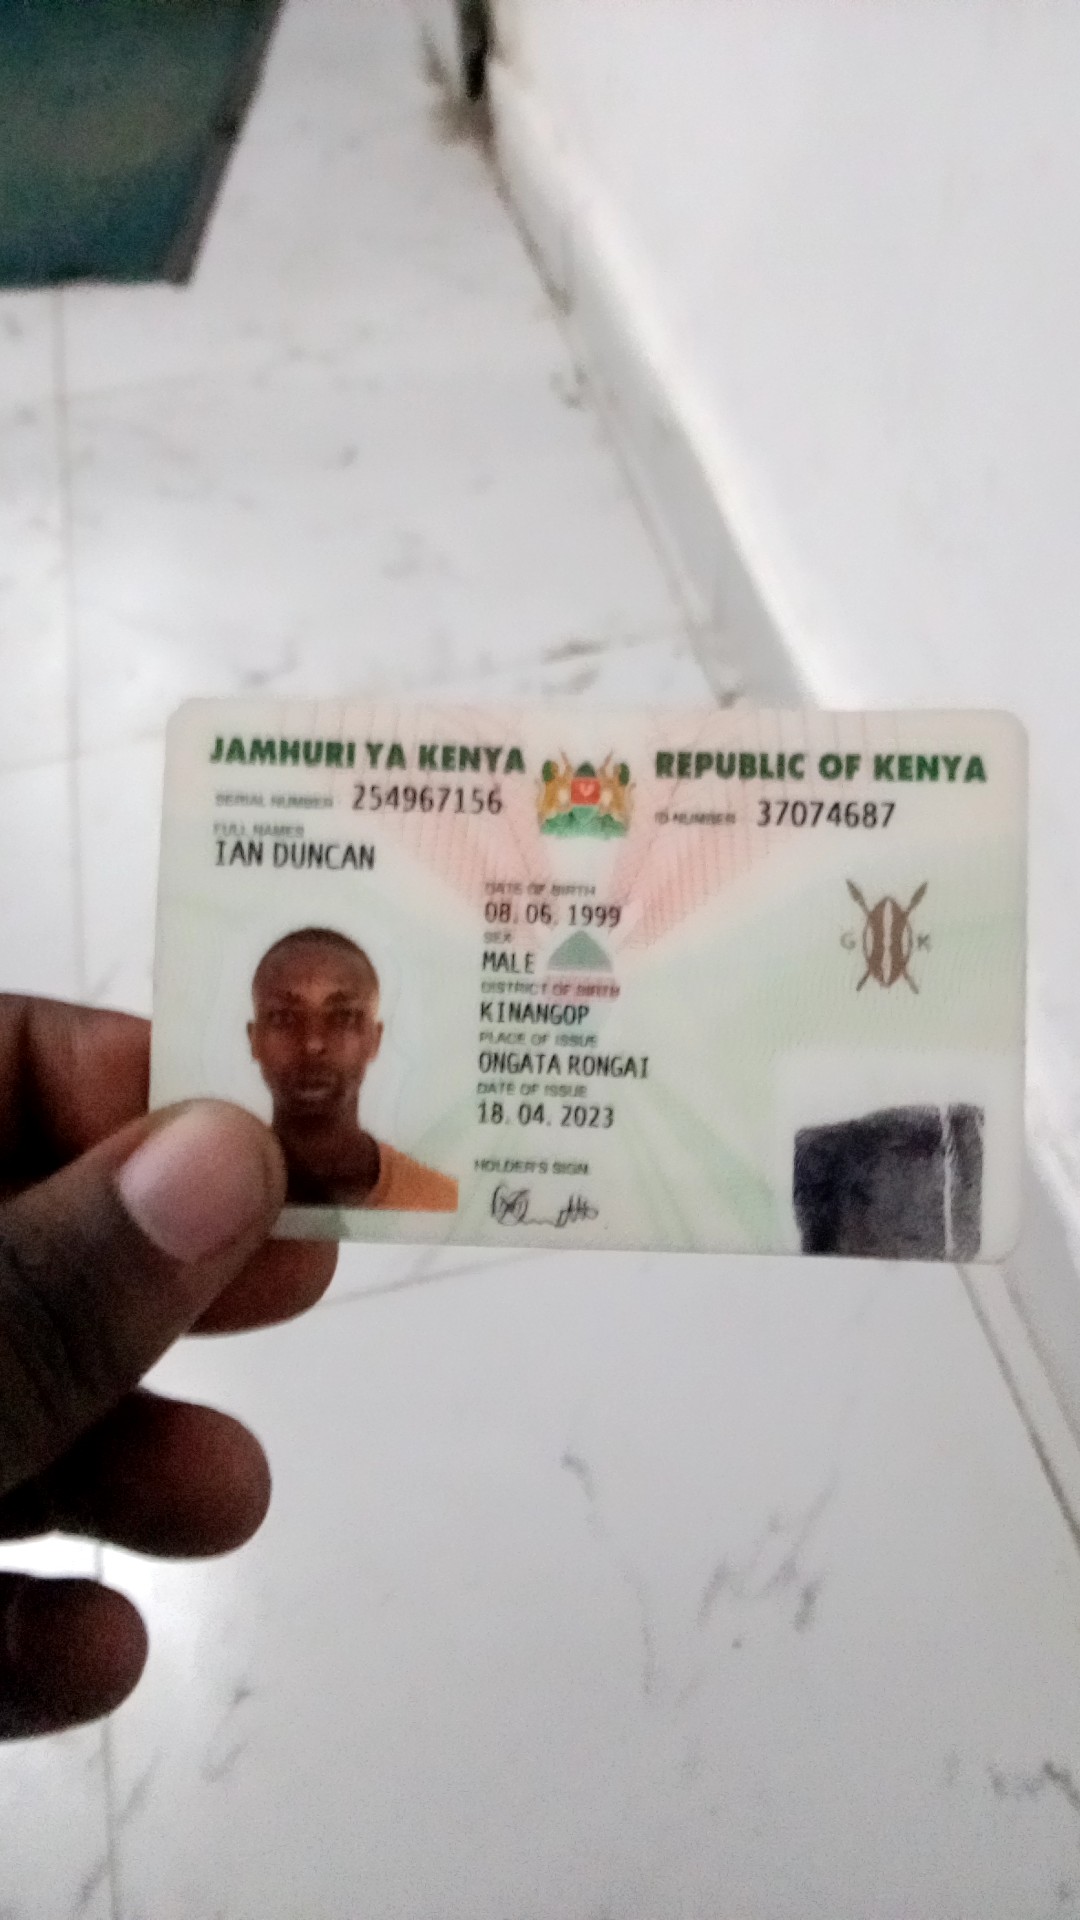 JAMHURI YA KENYA REPUBLIC OF KENYA
SERIAL NUMBER 254967156 ID NUMBER 37074687
FULL NAMES
IAN DUNCAN
DATE OF BIRTH
08. 06. 1999
SEX
MALE
G K
DISTRICT OF BIRTH
KINANGOP
PLACE OF ISSUE
ONGATA RONGAI
DATE OF ISSUE
18. 04. 2023
HOLDER'S SIGN.